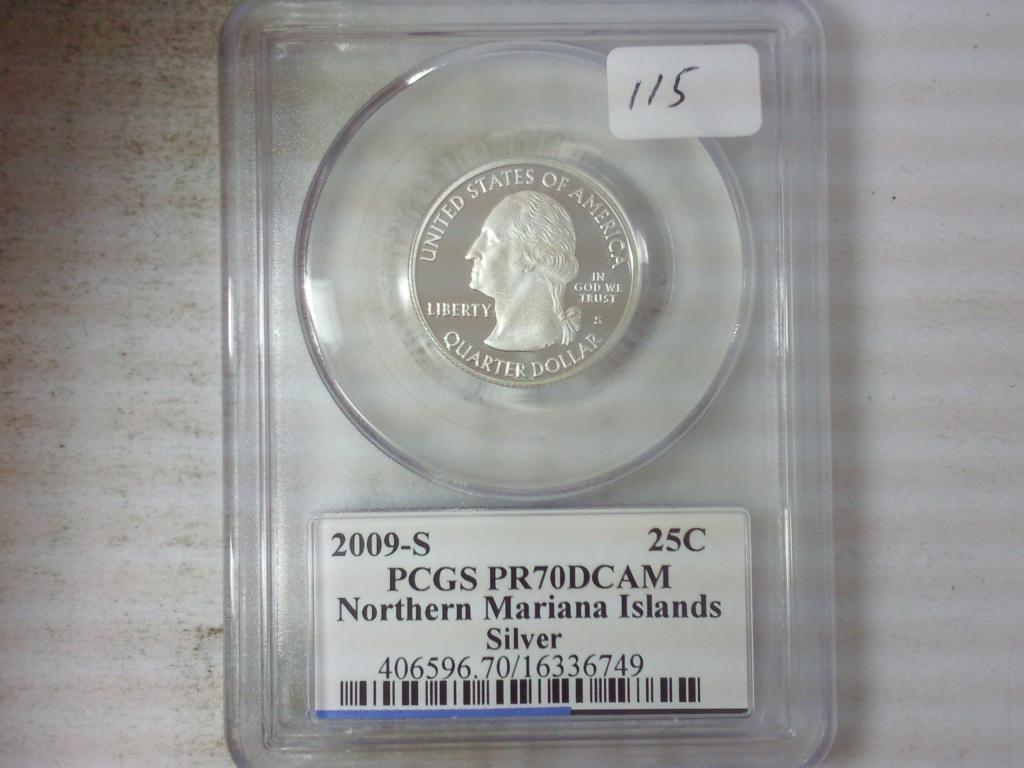 115
UNITED STATES OF AMERICA
IN
GOD WE
TRUST
LIBERTY
S
QUARTER DOLLAR
2009-S 25C
PCGS PR70DCAM
Northern Mariana Islands
Silver
406596.70/16336749